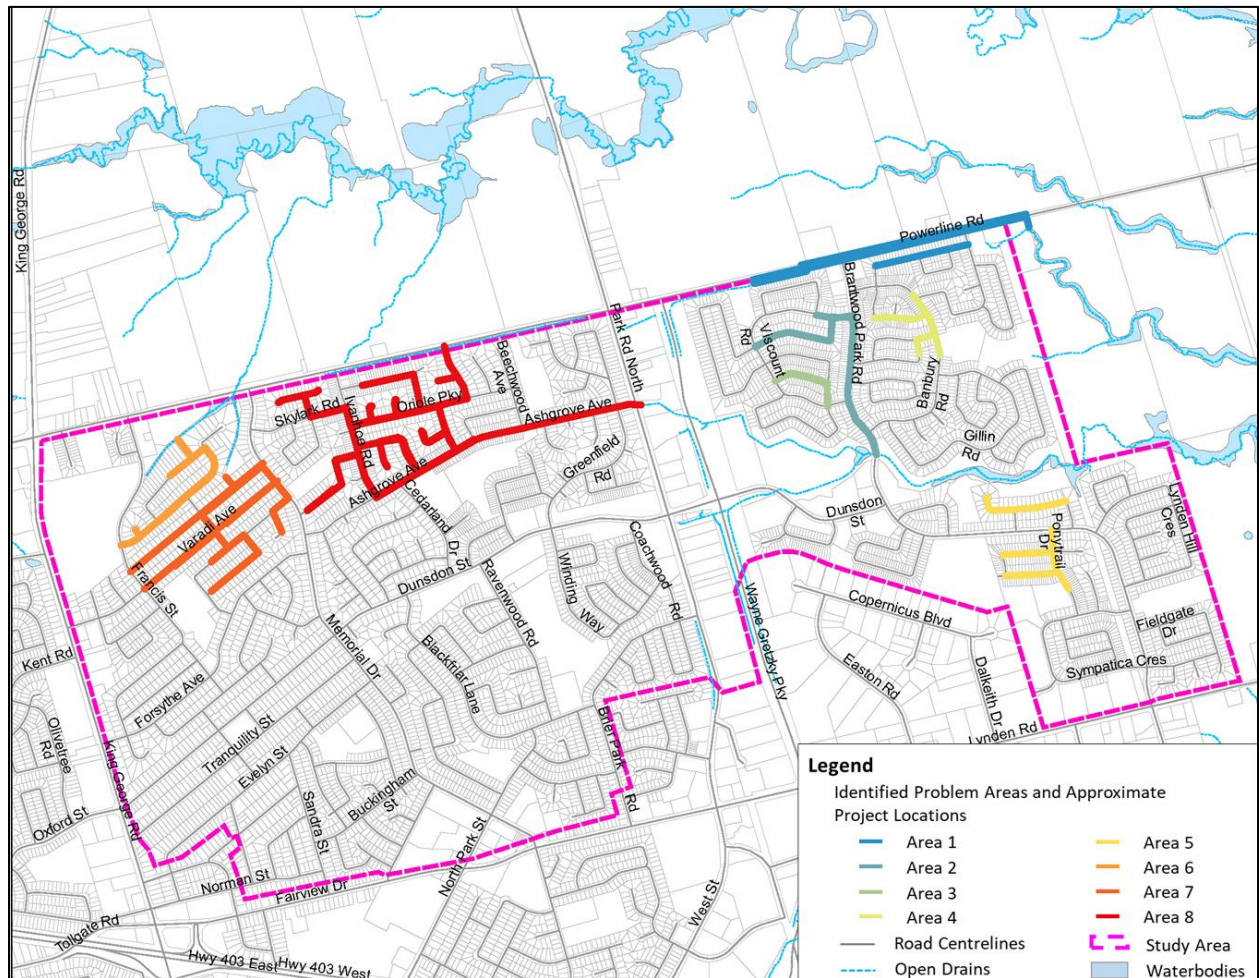 King George Rd
Powerline Rd
Park Rd North
Brantwood Park Rd
Viscount
Rd
Beechwood
Ave
Banbury
Rd
Skylark Rd
Ivanhoe Rd
Oriole Pky
Ashgrove Ave
Ashgrove Ave
Greenfield
Rd
Gillin
Rd
Varadi Ave
Cedarland
Dr
Dunsdon
St
Ponytrail
Dr
Lynden Hill
Cres
Francis St
Dunsdon St
Ravenwood Rd
Winding
Way
Coachwood
Rd
Wayne Gretzky Pky
Copernicus Blvd
Fieldgate
Dr
Kent Rd
Memorial Dr
Blackfriar Lane
Easton Rd
Dalkeith Dr
Sympatica Cres
Forsythe Ave
Olivetree
Rd
Tranquility St
Brier Park
Rd
Lynden Rd
King George Rd
Evelyn St
Sandra St
Buckingham
St
Oxford St
North Park St
West St
Norman St
Fairview Dr
Tollgate Rd
Hwy 403 East
Hwy 403 West
Legend
Identified Problem Areas and Approximate
Project Locations
Area 1
Area 2
Area 3
Area 4
Road Centrelines
Open Drains
Area 5
Area 6
Area 7
Area 8
Study Area
Waterbodies